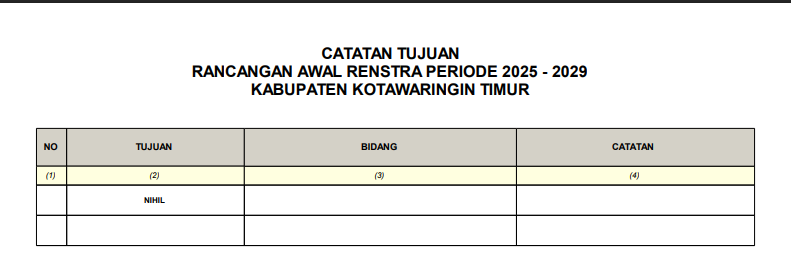 CATATAN TUJUAN
RANCANGAN AWAL RENSTRA PERIODE 2025 - 2029
KABUPATEN KOTAWARINGIN TIMUR
NO TUJUAN BIDANG CATATAN
(1) (2) (3) (4)
NIHIL